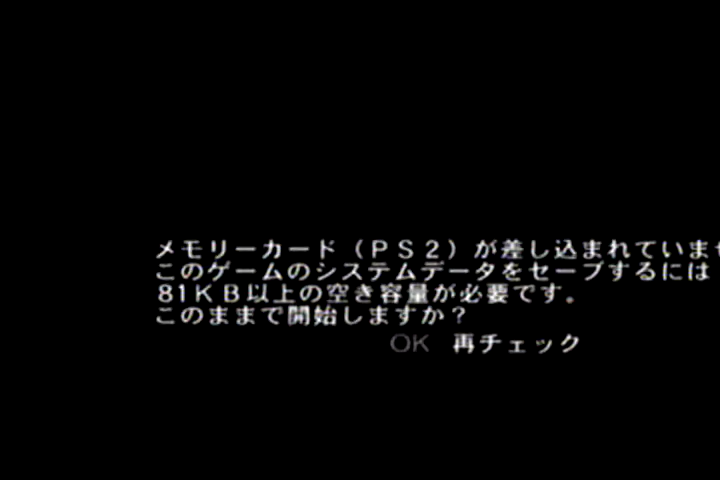 メモリーカード（ＰＳ２）が差し込まれていませ
このゲームのシステムデータをセーブするには
81ＫＢ以上の空き容量が必要です。
このままで開始しますか？
OK 再チェック